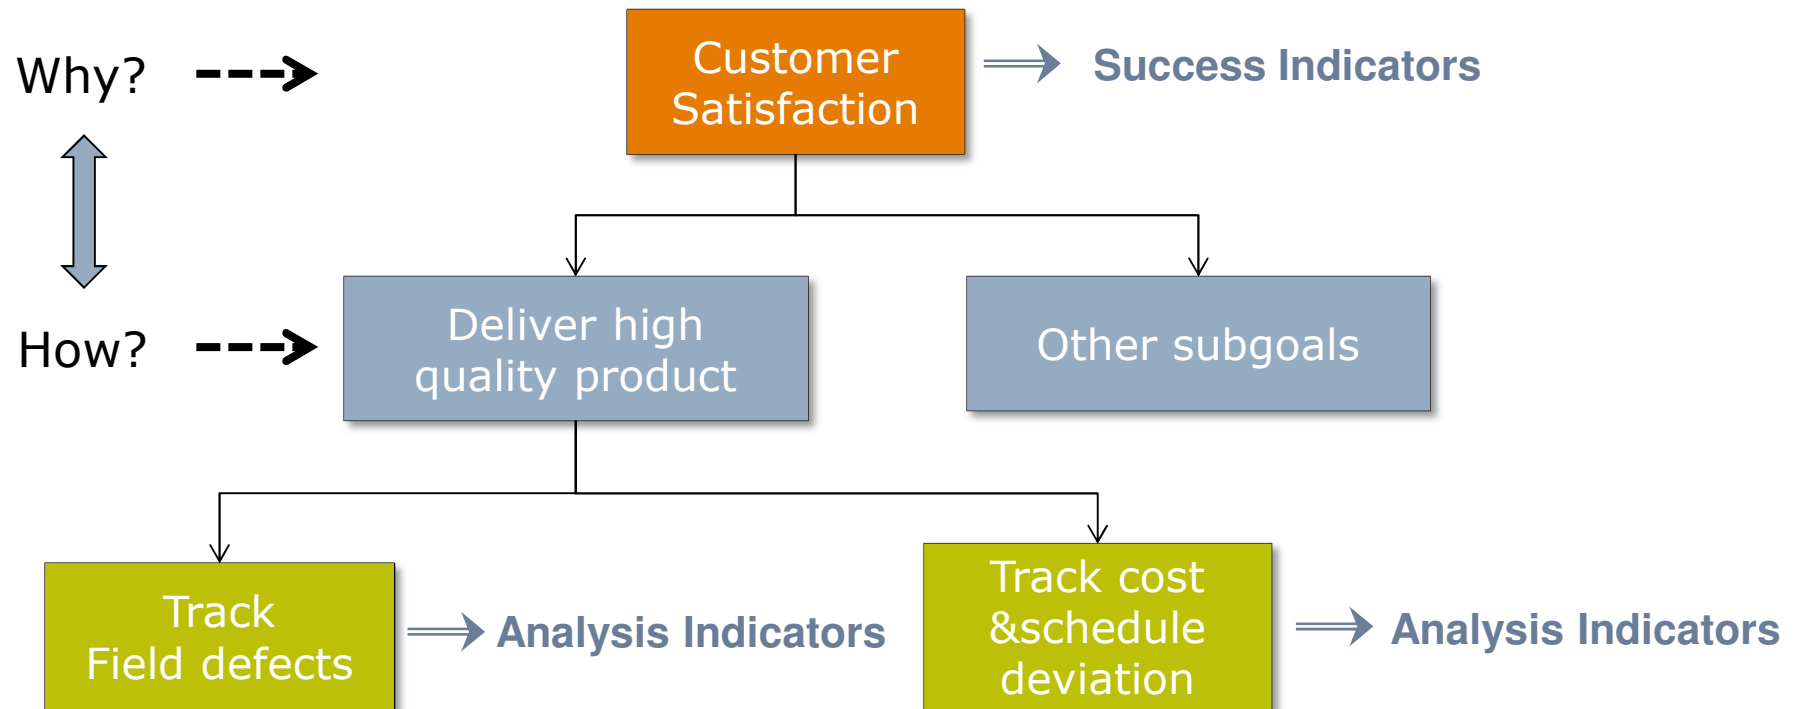 Why?
Customer
Satisfaction
Success Indicators
How?
Deliver high
quality product
Other subgoals
Track
Field defects
Analysis Indicators
Track cost
&schedule
deviation
Analysis Indicators